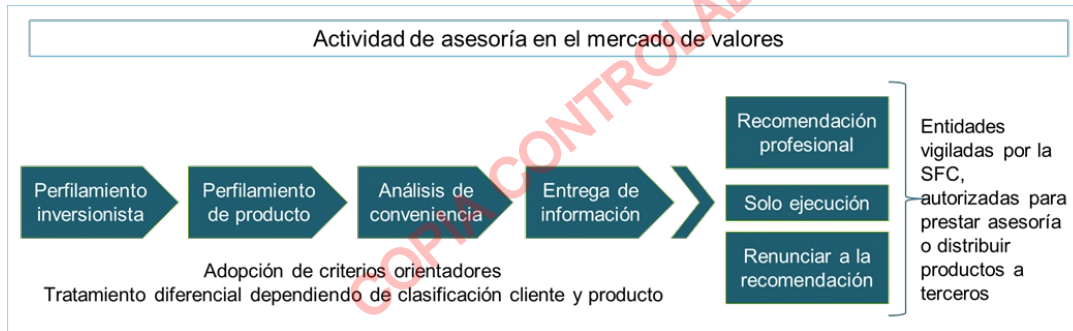 Actividad de asesoría en el mercado de valores
Perfilamiento
inversionista
Perfilamiento
de producto
Análisis de
conveniencia
Entrega de
información
Recomendación
profesional
Solo ejecución
Renunciar a la
recomendación
Entidades
vigiladas por la
SFC,
autorizadas para
prestar asesoría
o distribuir
productos a
terceros
Adopción de criterios orientadores
Tratamiento diferencial dependiendo de clasificación cliente y producto
COPIA CONTROLAD